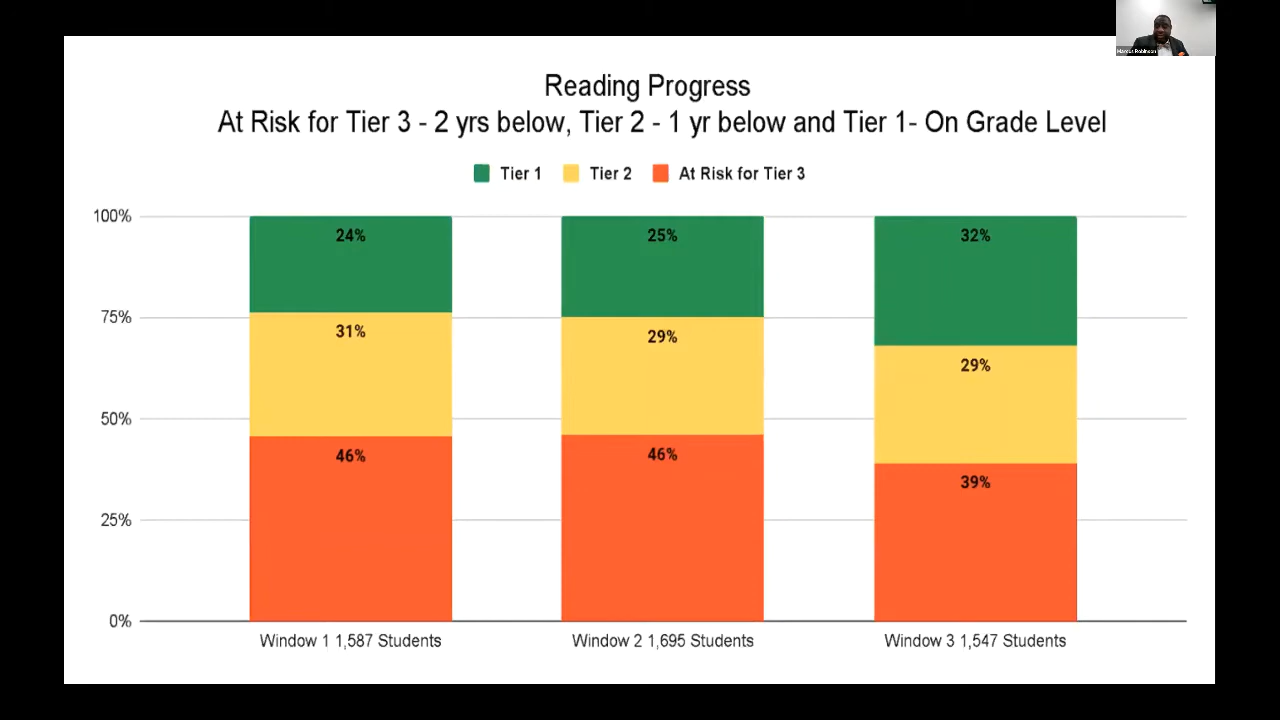 Marcus Robinson
Reading Progress
At Risk for Tier 3 - 2 yrs below, Tier 2 - 1 yr below and Tier 1- On Grade Level
Tier 1
Tier 2
At Risk for Tier 3
100%
75%
50%
25%
0%
24%
31%
46%
25%
29%
46%
32%
29%
39%
Window 1 1,587 Students
Window 2 1,695 Students
Window 3 1,547 Students